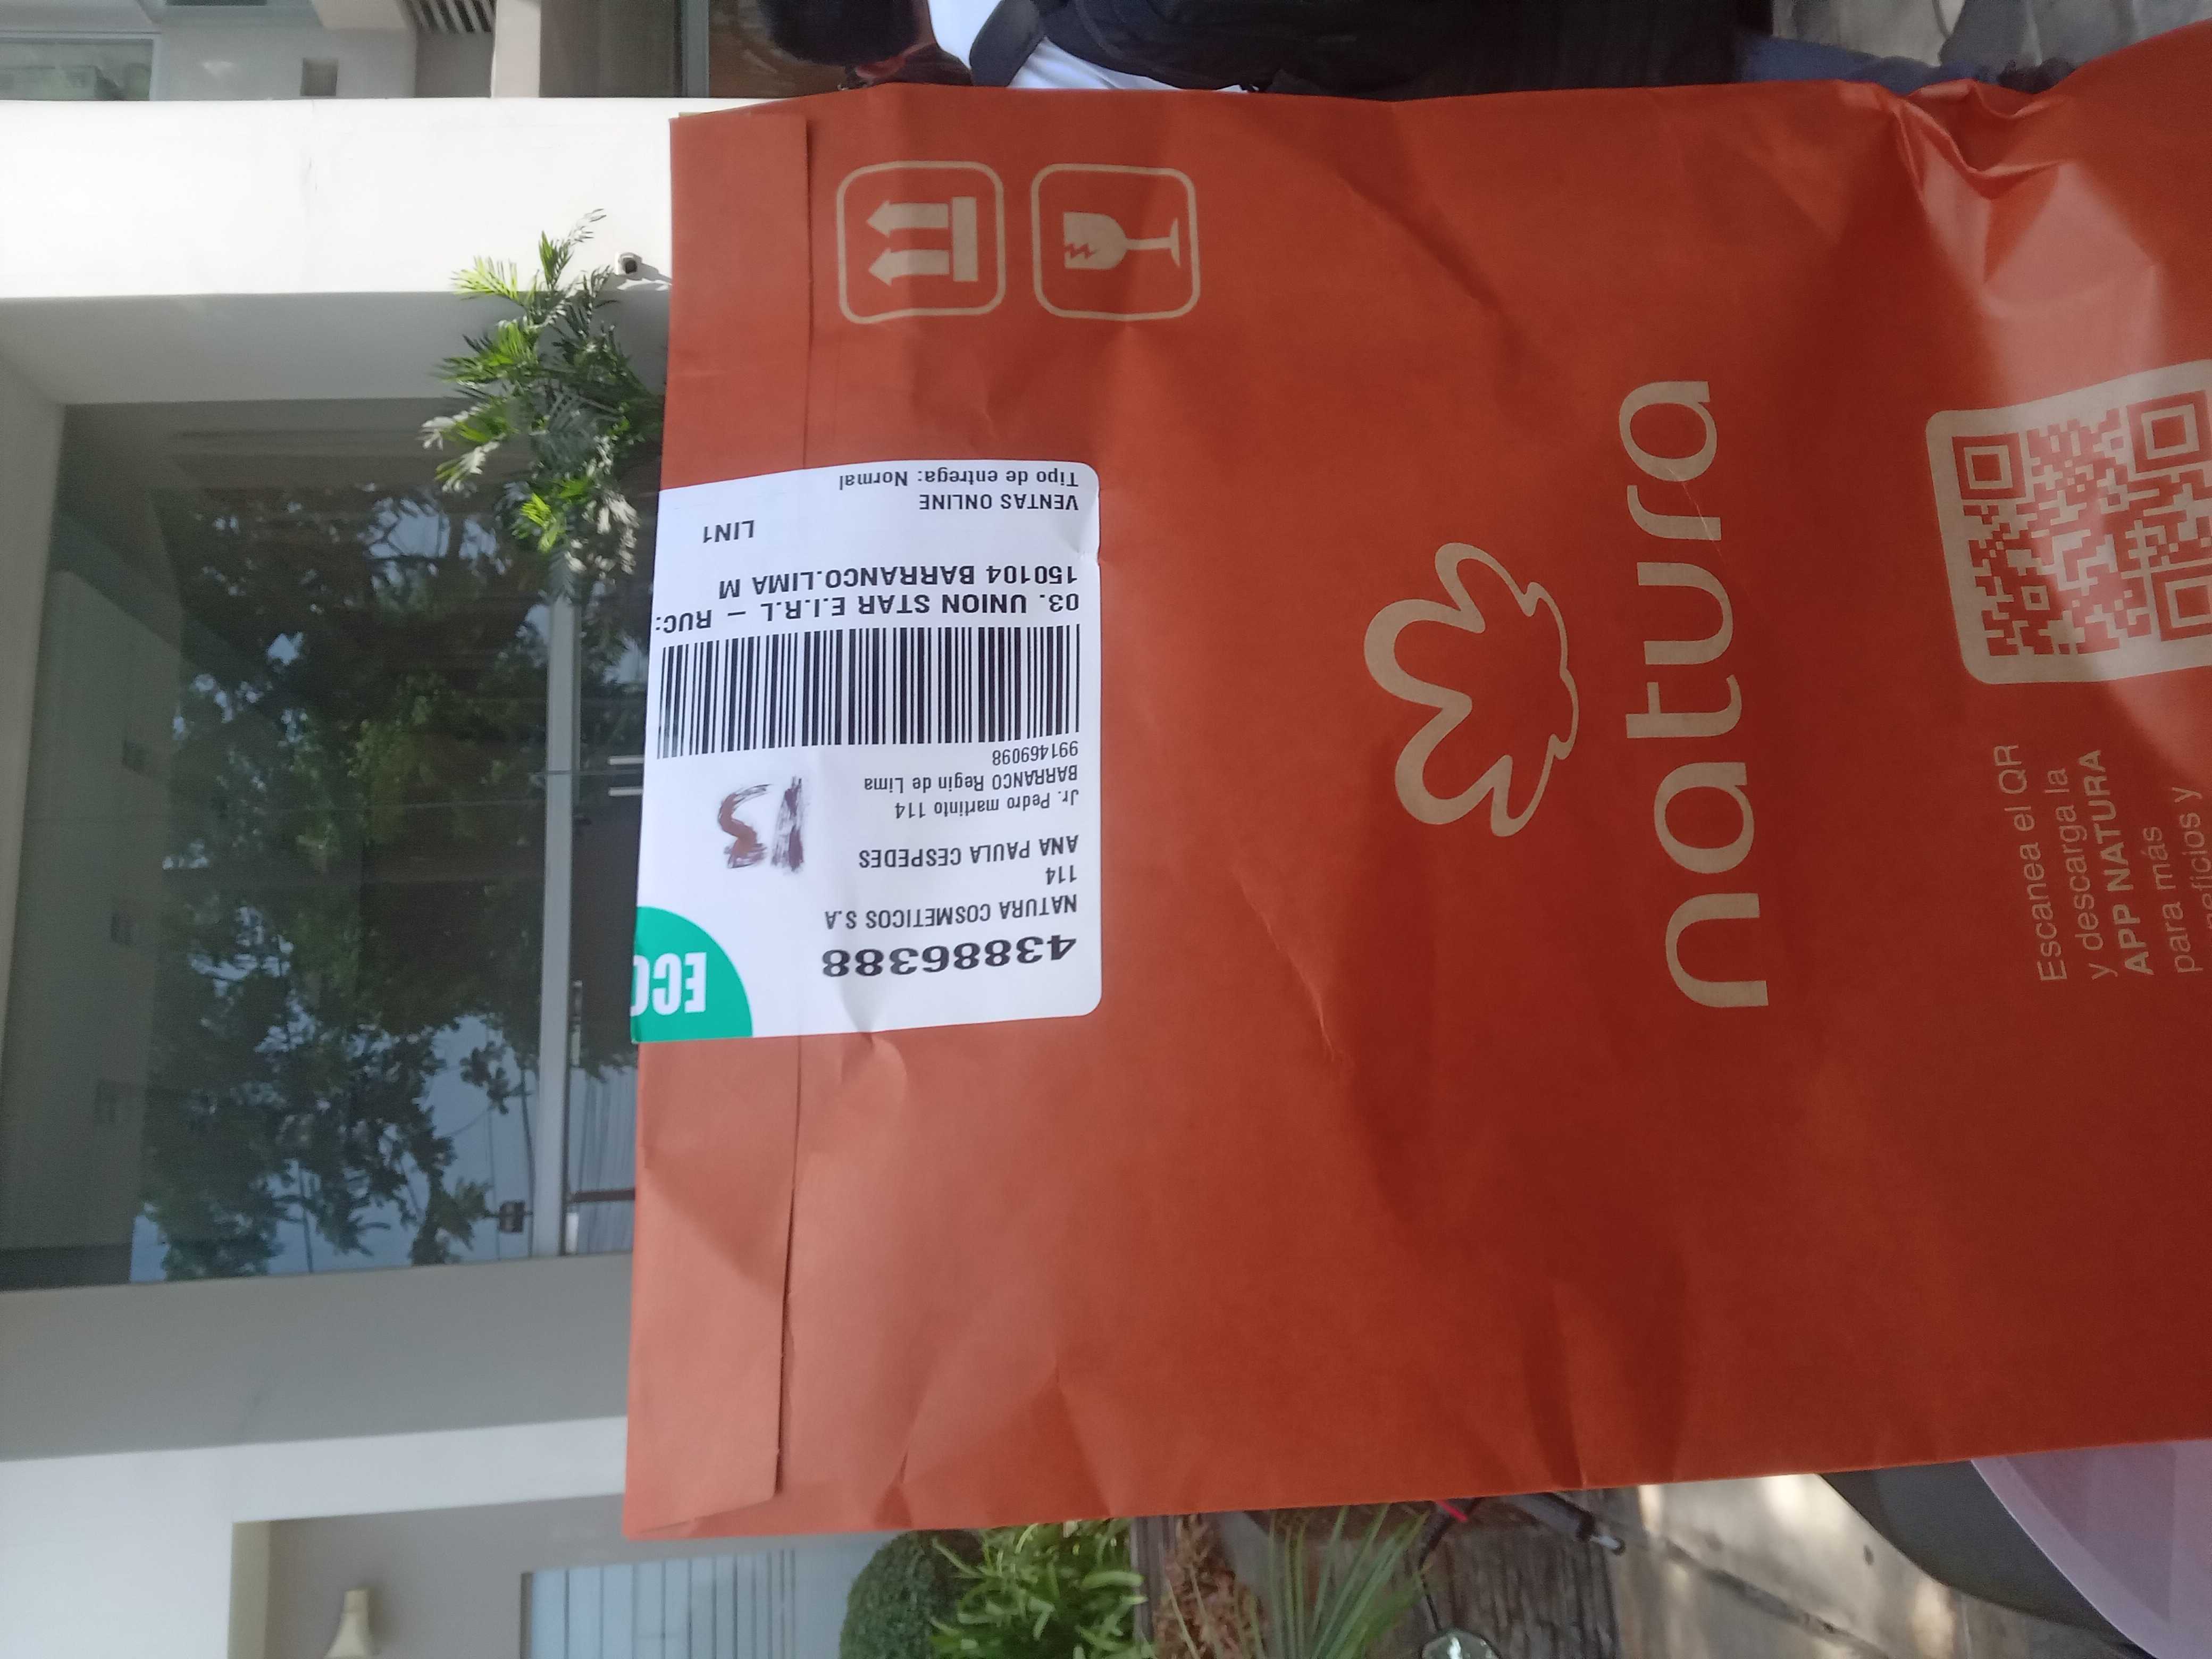 43886388
NATURA COSMETICOS S.A
114
ANA PAULA CESPEDES
Jr. Pedro martinto 114
BARRANCO Regin de Lima
991469098
13
03. UNION STAR E.I.R.L – RUC:
150104 BARRANCO.LIMA M
LIN1
VENTAS ONLINE
Tipo de entrega: Normal
natura
Escanea el QR
y descarga la
APP NATURA
para más
y